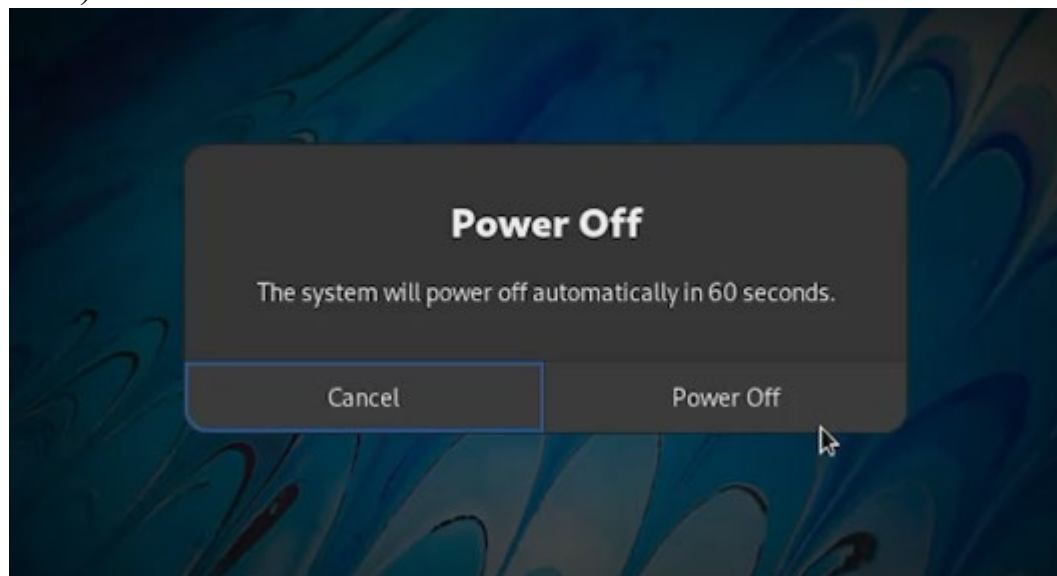 Power Off
The system will power off automatically in 60 seconds.
Cancel
Power Off